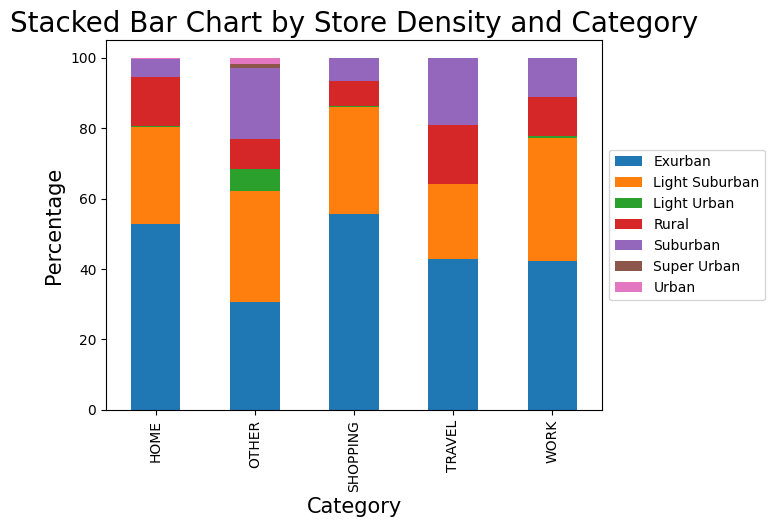 Stacked Bar Chart by Store Density and Category
Percentage
100
80
60
40
20
0
HOME
OTHER
SHOPPING
TRAVEL
WORK
Category
Exurban
Light Suburban
Light Urban
Rural
Suburban
Super Urban
Urban